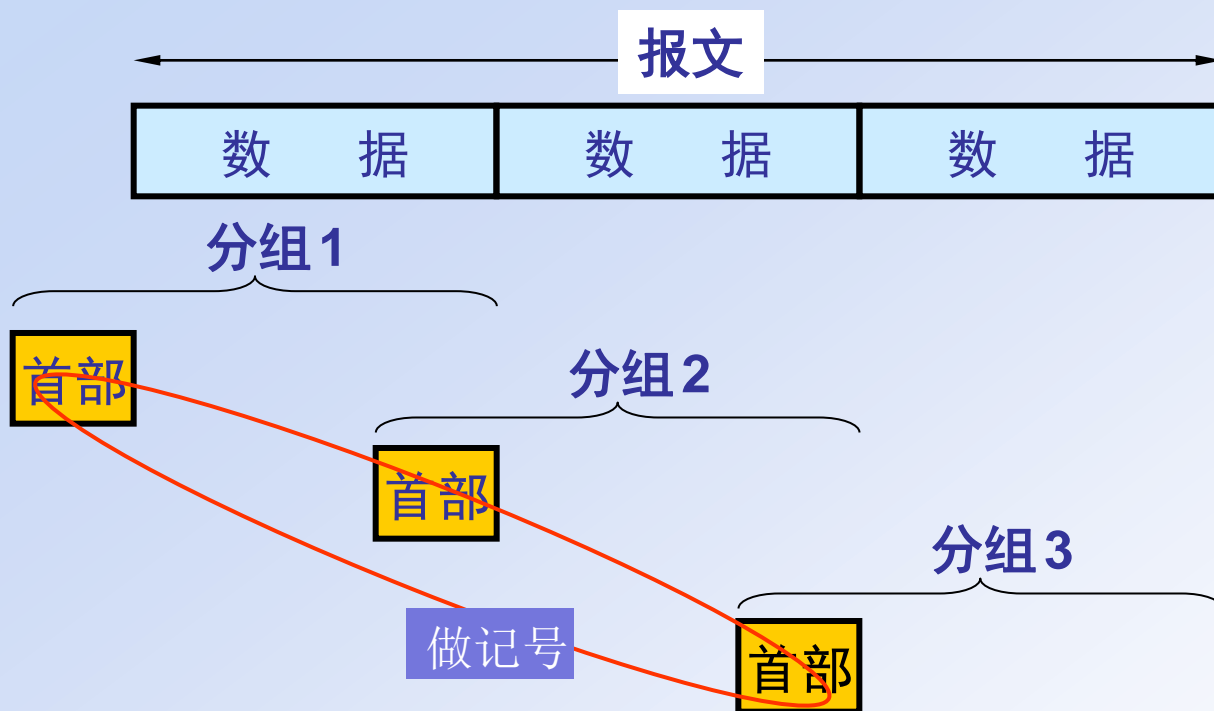 报文
数 据 数 据 数 据
分组1
首部
分组2
首部
分组3
做记号
首部